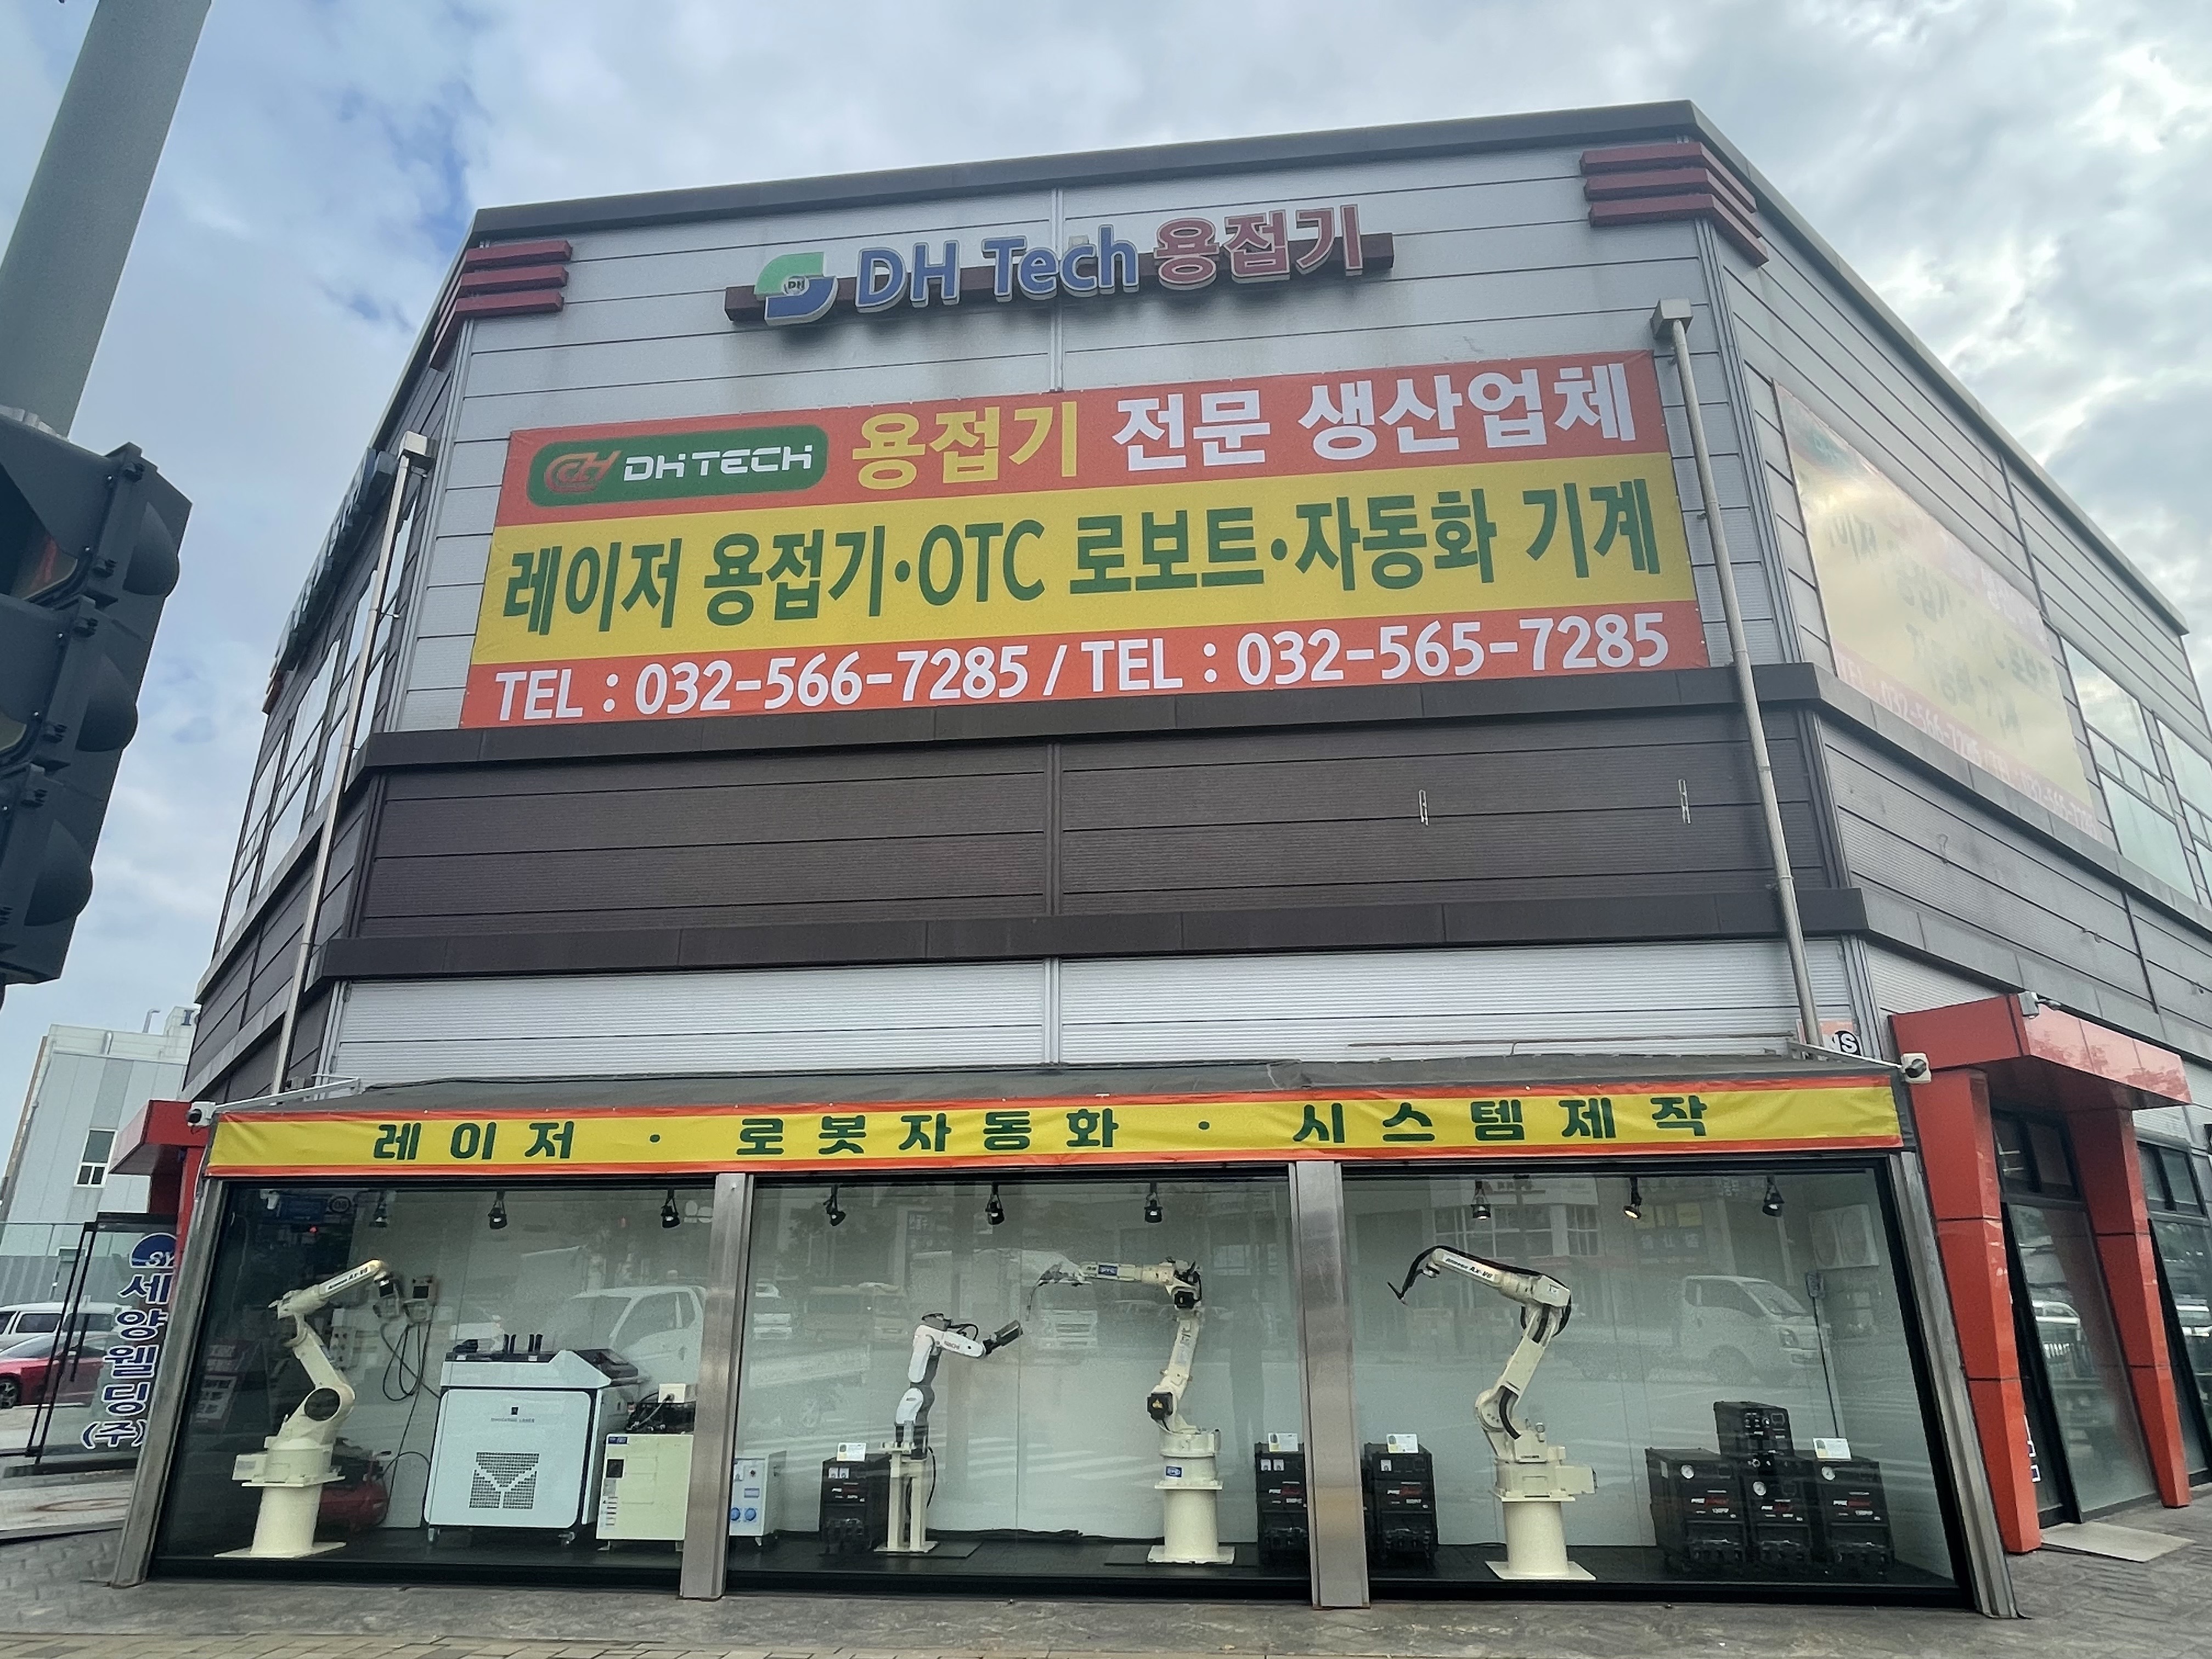 DH DH Tech 용접기
DHTECH 용접기 전문 생산업체
레이저 용접기·OTC 로보트·자동화 기계
TEL : 032-566-7285 / TEL : 032-565-7285
레이저 · 로봇자동화 · 시스템제작
SY
세양웰딩(주)